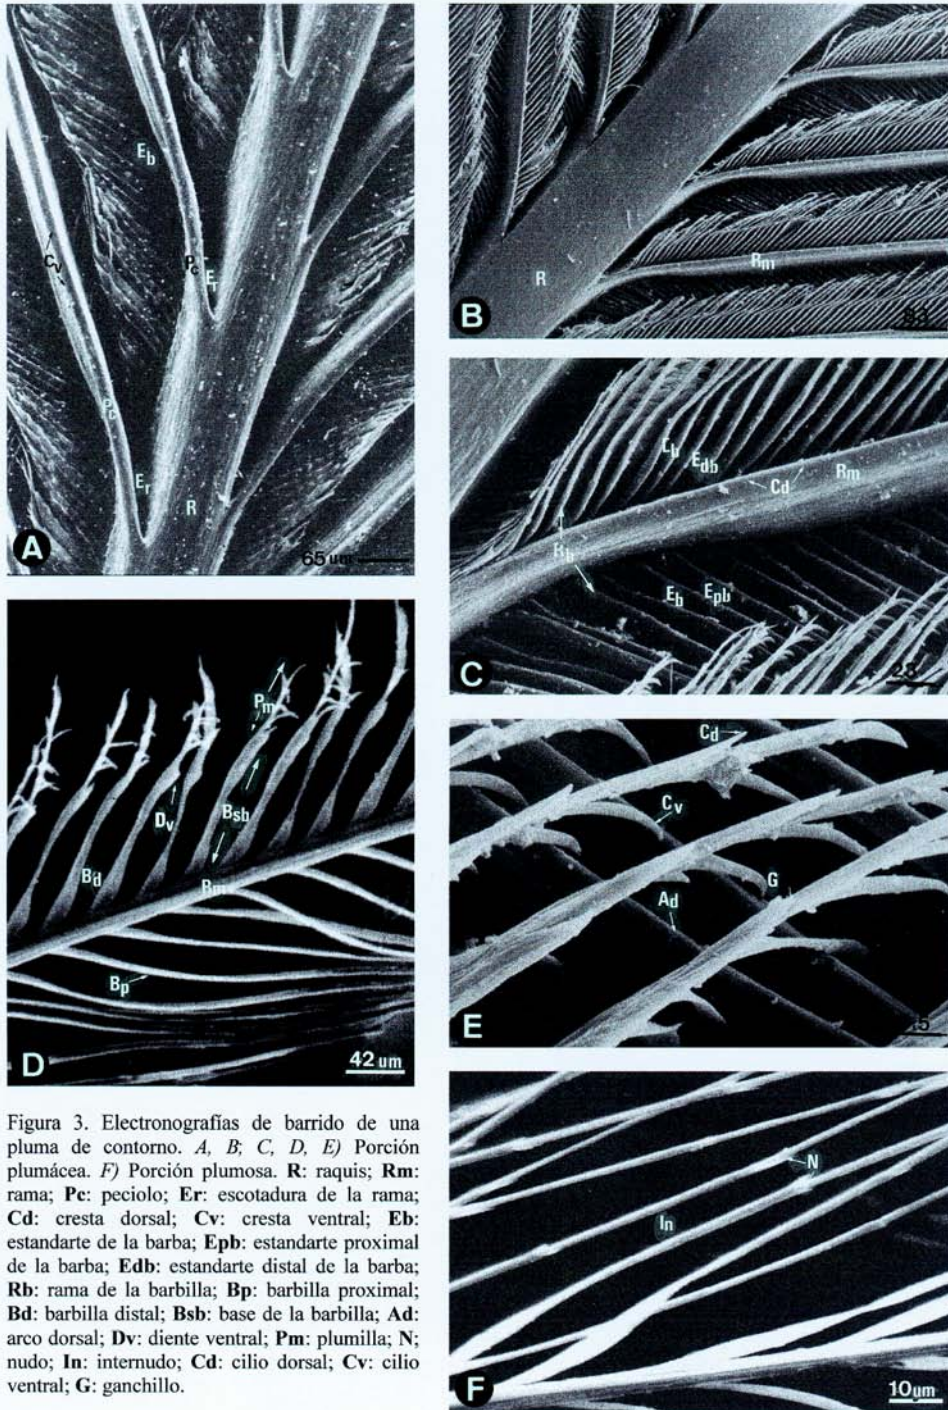 Eb
Cv
Pc
Er
Pc
Er
R
A
65 um
R
Rm
B
Edb
Cd
Rm
Rb
Eb
Epb
C
23
Pm
Bsb
Dv
Bd
Rm
Bp
D
42 um
Cd
Cv
G
Ad
E
N
In
F
10μm
Figura 3. Electronografías de barrido de una
pluma de contorno. A, B; C, D, E) Porción
plumácea. F) Porción plumosa. R: raquis; Rm:
rama; Pc: peciolo; Er: escotadura de la rama;
Cd: cresta dorsal; Cv: cresta ventral; Eb:
estandarte de la barba; Epb: estandarte proximal
de la barba; Edb: estandarte distal de la barba;
Rb: rama de la barbilla; Bp: barbilla proximal;
Bd: barbilla distal; Bsb: base de la barbilla; Ad:
arco dorsal; Dv: diente ventral; Pm: plumilla; N;
nudo; In: internudo; Cd: cilio dorsal; Cv: cilio
ventral; G: ganchillo.